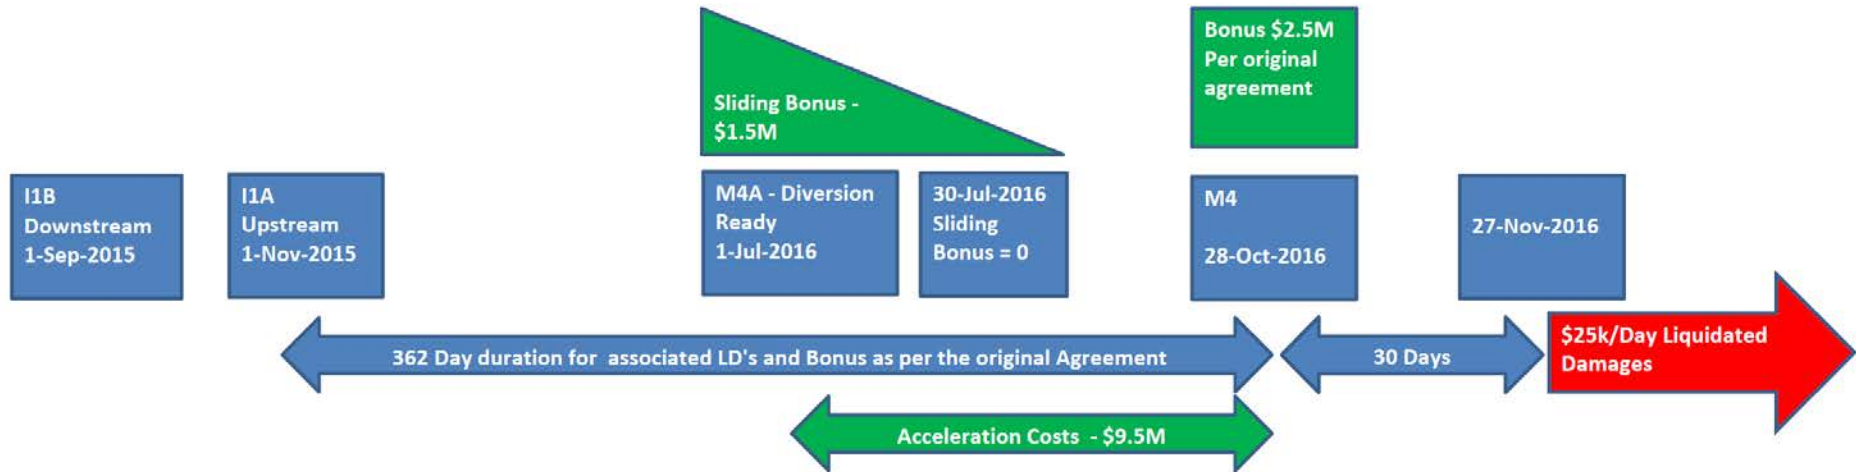 Sliding Bonus -
$1.5M
Bonus $2.5M
Per original
agreement
I1B
Downstream
1-Sep-2015
I1A
Upstream
1-Nov-2015
M4A - Diversion
Ready
1-Jul-2016
30-Jul-2016
Sliding
Bonus = 0
M4
28-Oct-2016
27-Nov-2016
362 Day duration for associated LD's and Bonus as per the original Agreement
30 Days
$25k/Day Liquidated
Damages
Acceleration Costs - $9.5M